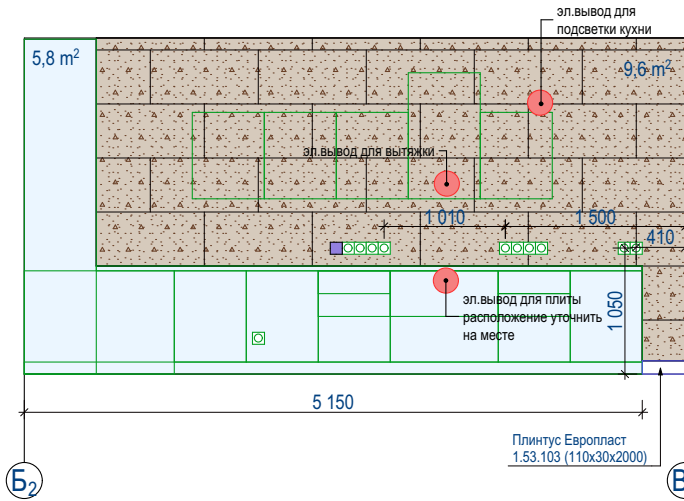 эл.вывод для
подсветки кухни
5,8 m²
9,6 m²
эл.вывод для вытяжки
1 010
1 500
410
эл.вывод для плиты
расположение уточнить
на месте
1 050
5 150
Плинтус Европласт
1.53.103 (110x30x2000)
Б₂
В